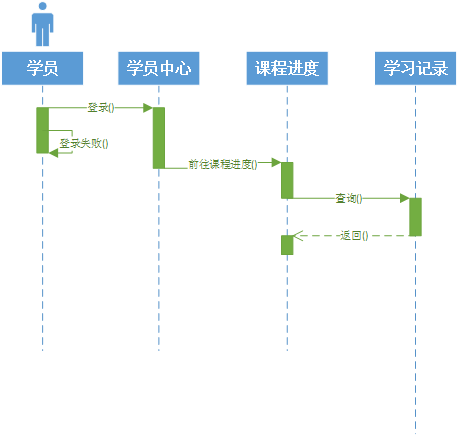 学员
学员中心
课程进度
学习记录
登录()
登录失败()
前往课程进度()
查询()
返回()